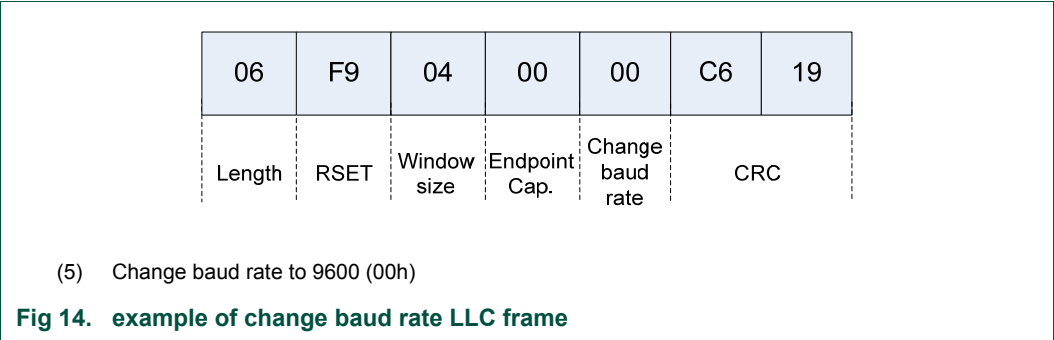 06 F9 04 00 00 C6 19
Length RSET Window size Endpoint Cap. Change baud rate CRC
(5) Change baud rate to 9600 (00h)
Fig 14. example of change baud rate LLC frame